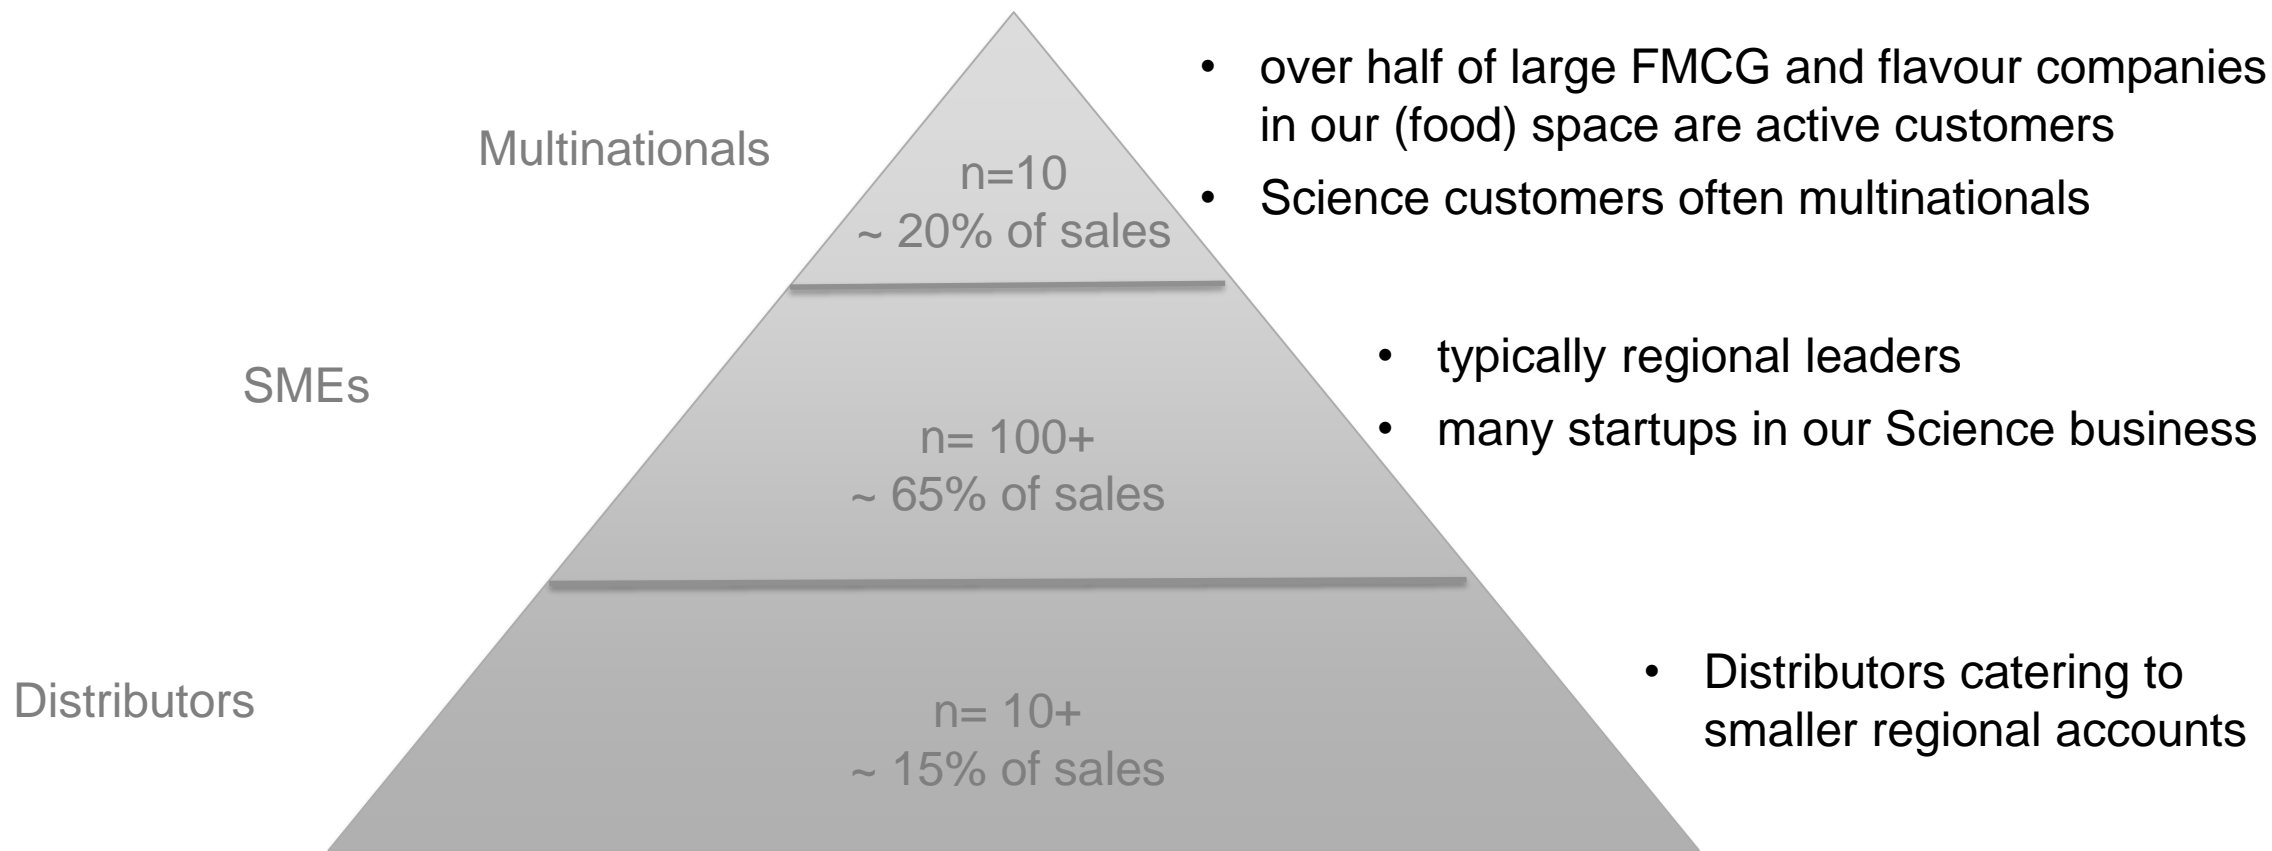 Multinationals
n=10
~ 20% of sales
• over half of large FMCG and flavour companies
in our (food) space are active customers
• Science customers often multinationals
SMEs
n= 100+
~ 65% of sales
• typically regional leaders
• many startups in our Science business
Distributors
n= 10+
~ 15% of sales
• Distributors catering to
smaller regional accounts